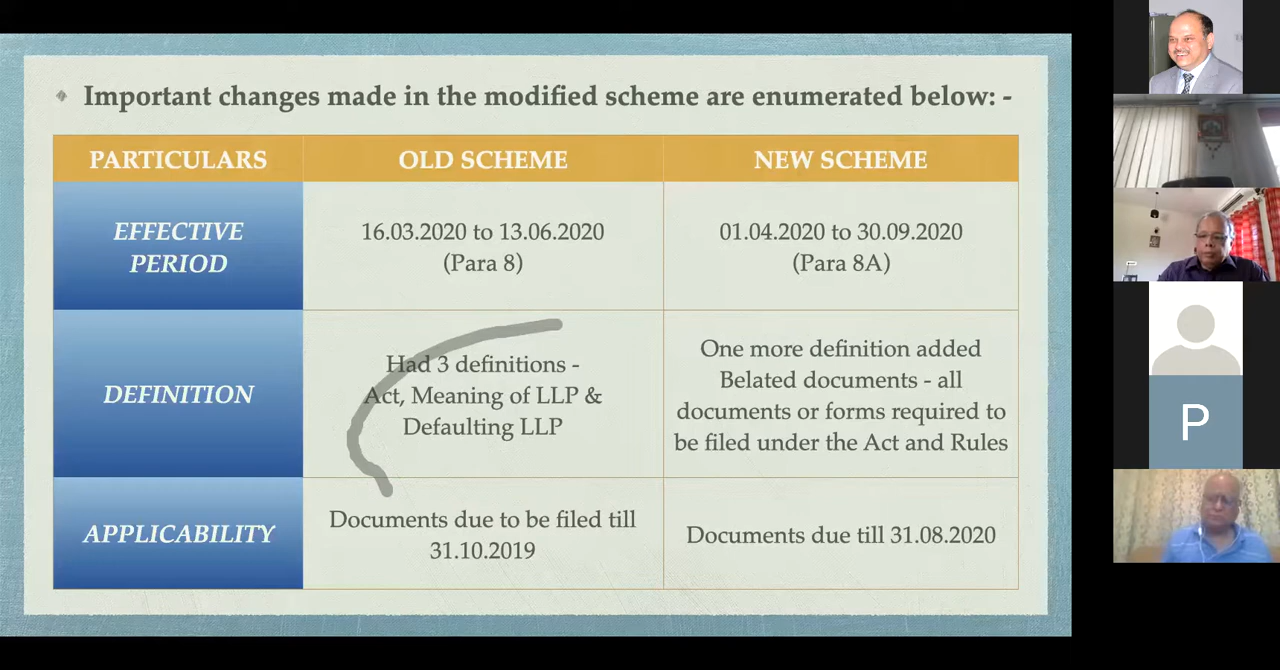 Important changes made in the modified scheme are enumerated below: -
PARTICULARS
OLD SCHEME
NEW SCHEME
EFFECTIVE
PERIOD
16.03.2020 to 13.06.2020
(Para 8)
01.04.2020 to 30.09.2020
(Para 8A)
DEFINITION
Had 3 definitions -
Act, Meaning of LLP &
Defaulting LLP
One more definition added
Belated documents - all
documents or forms required to
be filed under the Act and Rules
APPLICABILITY
Documents due to be filed till
31.10.2019
Documents due till 31.08.2020
P